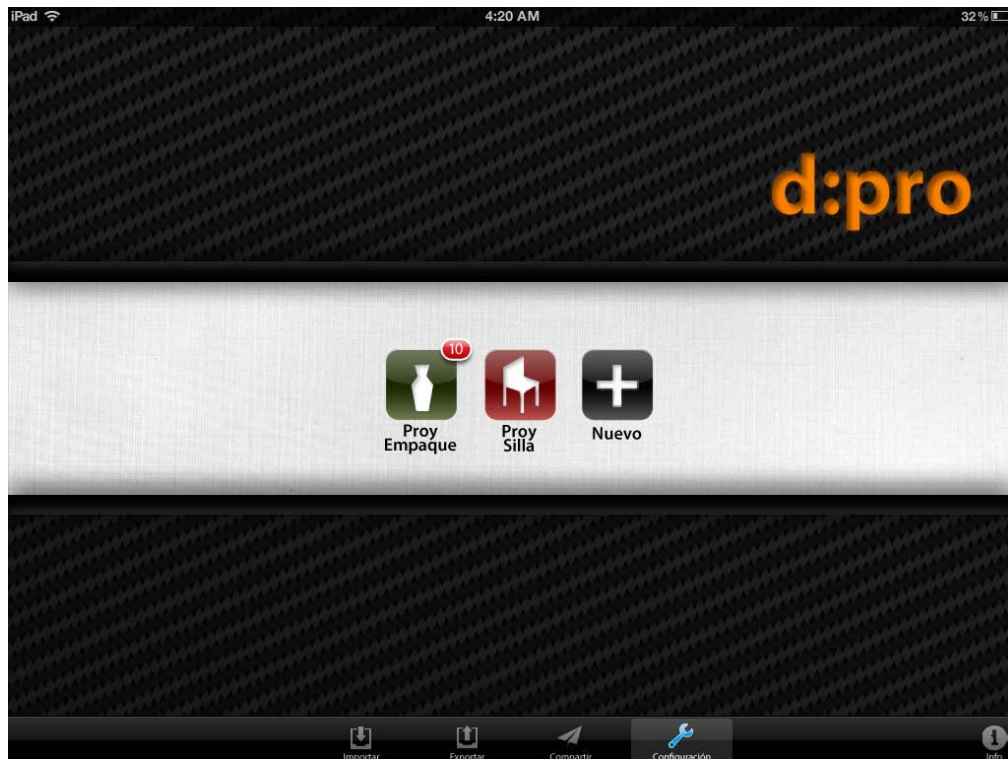 iPad 4:20 AM 32%
d:pro
10
Proy
Empaque
Proy
Silla
Nuevo
Importar Exportar Compartir Configuración Info